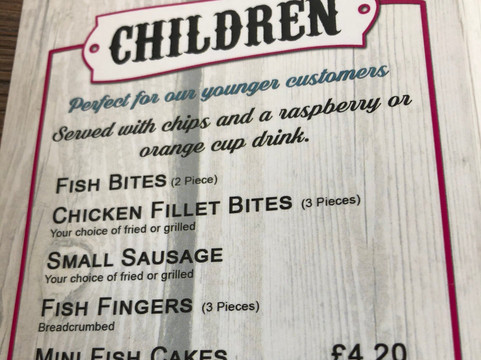 CHILDREN
Perfect for our younger customers
Served with chips and a raspberry or
orange cup drink.
FISH BITES (2 Piece)
CHICKEN FILLET BITES (3 Pieces)
Your choice of fried or grilled
SMALL SAUSAGE
Your choice of fried or grilled
FISH FINGERS (3 Pieces)
Breadcrumbed
MINI FISH CAKES £4.20